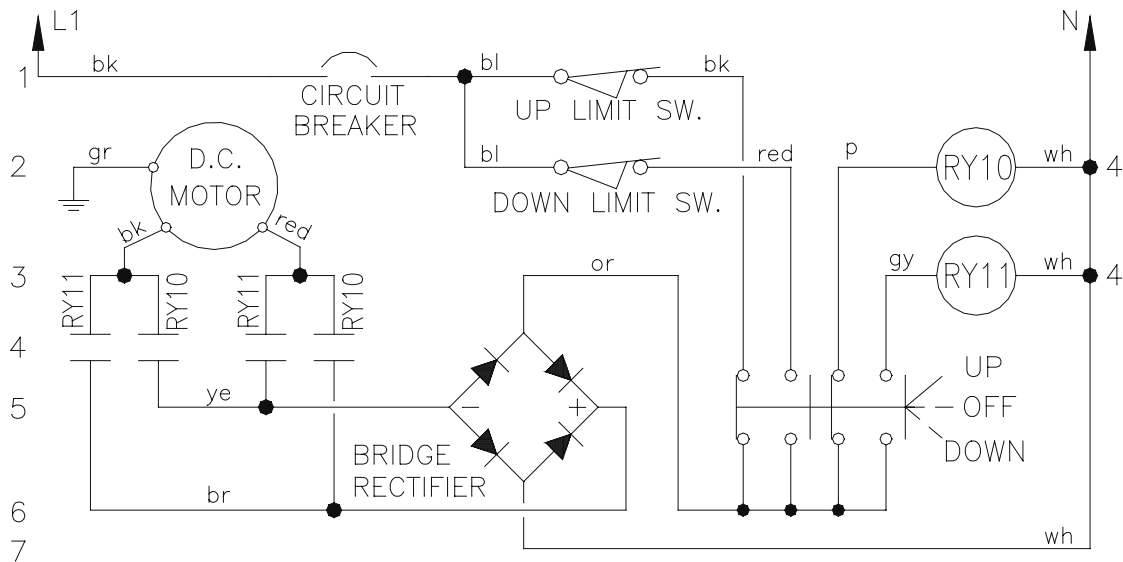 L1
N
1
bk
bl
bk
CIRCUIT
BREAKER
UP LIMIT SW.
2
gr
D.C.
MOTOR
bl
red
p
RY10
wh
4
DOWN LIMIT SW.
bk
red
3
RY11
RY10
RY11
RY10
or
gy
RY11
wh
4
4
UP
5
ye
−
+
OFF
DOWN
BRIDGE
RECTIFIER
6
br
7
wh